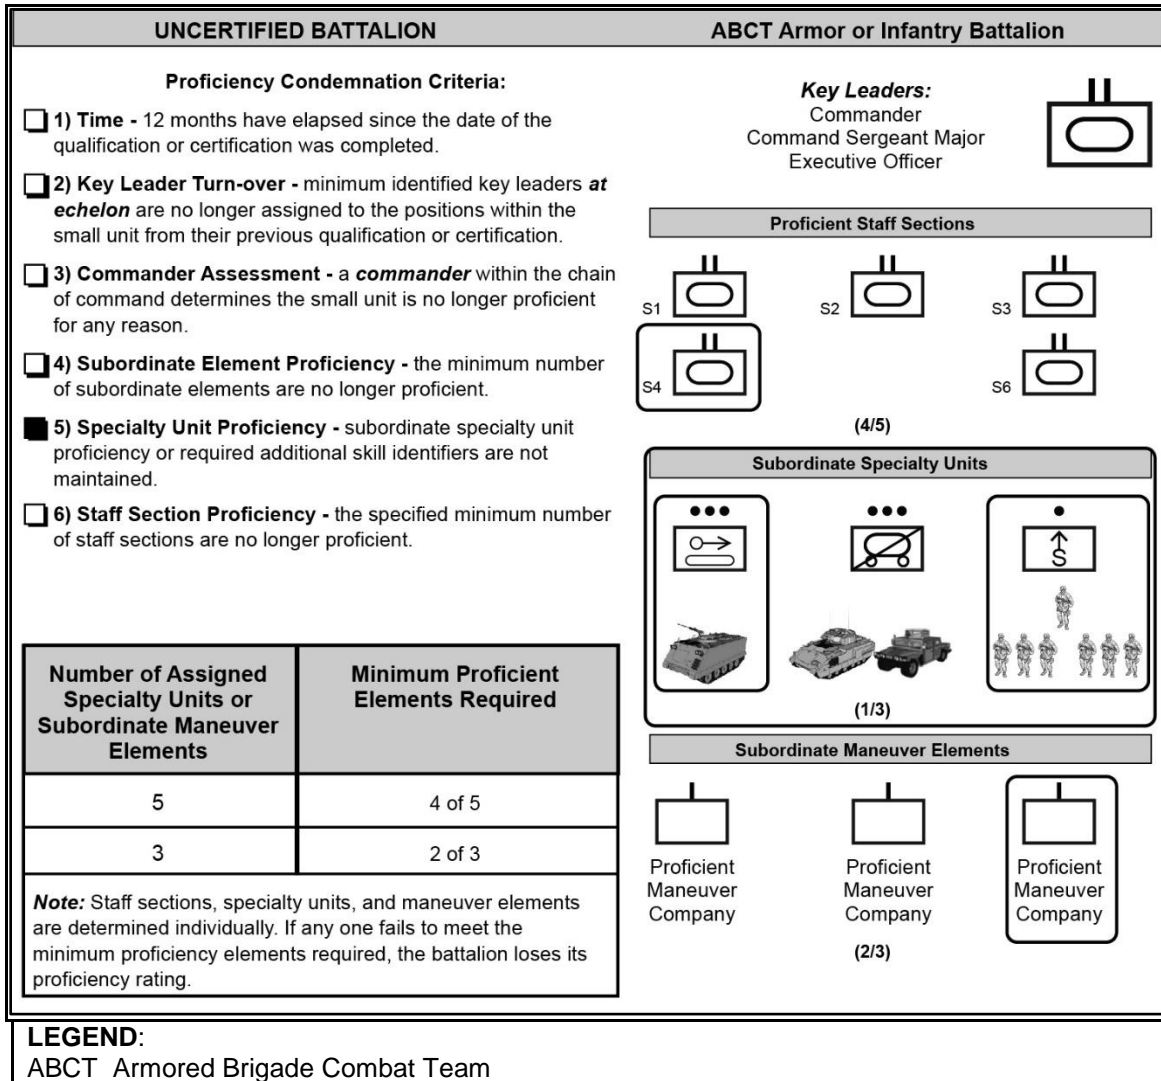 UNCERTIFIED BATTALION
ABCT Armor or Infantry Battalion
Proficiency Condemnation Criteria:
1) Time - 12 months have elapsed since the date of the
qualification or certification was completed.
2) Key Leader Turn-over - minimum identified key leaders at
echelon are no longer assigned to the positions within the
small unit from their previous qualification or certification.
3) Commander Assessment - a commander within the chain
of command determines the small unit is no longer proficient
for any reason.
4) Subordinate Element Proficiency - the minimum number
of subordinate elements are no longer proficient.
5) Specialty Unit Proficiency - subordinate specialty unit
proficiency or required additional skill identifiers are not
maintained.
6) Staff Section Proficiency - the specified minimum number
of staff sections are no longer proficient.
Number of Assigned
Specialty Units or
Subordinate Maneuver
Elements
Minimum Proficient
Elements Required
5
4 of 5
3
2 of 3
Note: Staff sections, specialty units, and maneuver elements
are determined individually. If any one fails to meet the
minimum proficiency elements required, the battalion loses its
proficiency rating.
Key Leaders:
Commander
Command Sergeant Major
Executive Officer
Proficient Staff Sections
S1
S2
S3
S4
S6
(4/5)
Subordinate Specialty Units
S
(1/3)
Subordinate Maneuver Elements
Proficient
Maneuver
Company
Proficient
Maneuver
Company
Proficient
Maneuver
Company
(2/3)
LEGEND:
ABCT Armored Brigade Combat Team